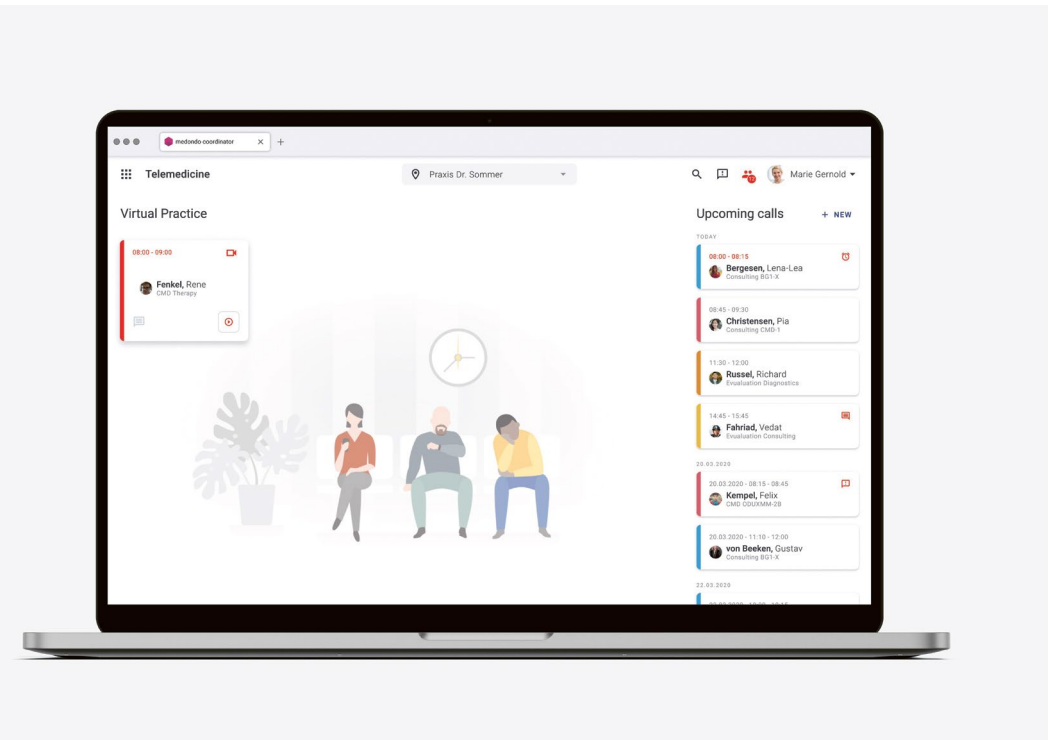 medondo coordinator
Telemedicine
Praxis Dr. Sommer
12
Marie Gernold
Virtual Practice
08:00 - 09:00
Fenkel, Rene
CMD Therapy
Upcoming calls
+ NEW
TODAY
08:00 - 08:15
Bergesen, Lena-Lea
Consulting BG1-X
08:45 - 09:30
Christensen, Pia
Consulting CMD-1
11:30 - 12:00
Russel, Richard
Evualuation Diagnostics
14:45 - 15:45
Fahriad, Vedat
Evualuation Consulting
20.03.2020
20.03.2020 - 08:15 - 08:45
Kempel, Felix
CMD ODUXMM-2B
20.03.2020 - 11:10 - 12:00
von Beeken, Gustav
Consulting BG1-X
22.03.2020